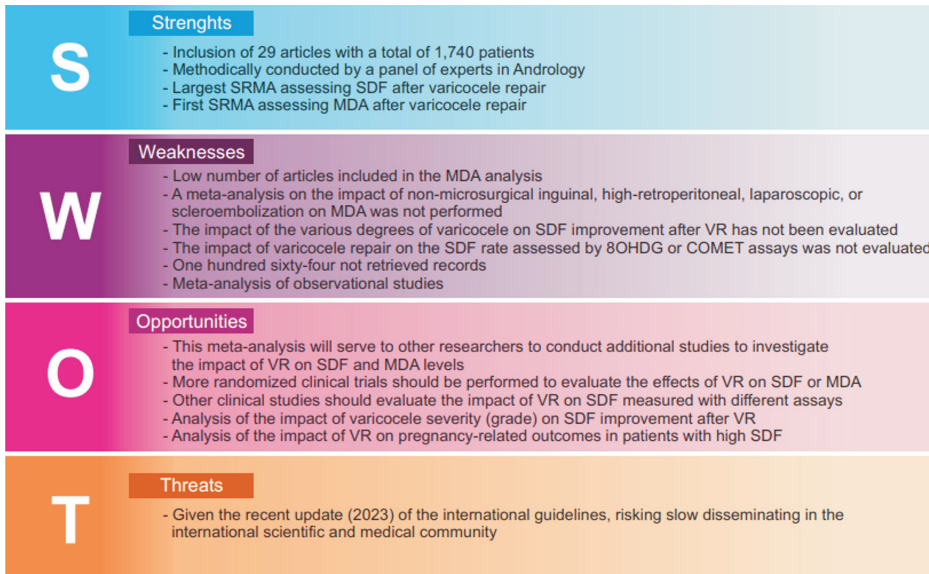 S
Strenghts
- Inclusion of 29 articles with a total of 1,740 patients
- Methodically conducted by a panel of experts in Andrology
- Largest SRMA assessing SDF after varicocele repair
- First SRMA assessing MDA after varicocele repair
W
Weaknesses
- Low number of articles included in the MDA analysis
- A meta-analysis on the impact of non-microsurgical inguinal, high-retroperitoneal, laparoscopic, or
scleroembolization on MDA was not performed
- The impact of the various degrees of varicocele on SDF improvement after VR has not been evaluated
- The impact of varicocele repair on the SDF rate assessed by 8OHDG or COMET assays was not evaluated
- One hundred sixty-four not retrieved records
- Meta-analysis of observational studies
O
Opportunities
- This meta-analysis will serve to other researchers to conduct additional studies to investigate
the impact of VR on SDF and MDA levels
- More randomized clinical trials should be performed to evaluate the effects of VR on SDF or MDA
- Other clinical studies should evaluate the impact of VR on SDF measured with different assays
- Analysis of the impact of varicocele severity (grade) on SDF improvement after VR
- Analysis of the impact of VR on pregnancy-related outcomes in patients with high SDF
T
Threats
- Given the recent update (2023) of the international guidelines, risking slow disseminating in the
international scientific and medical community